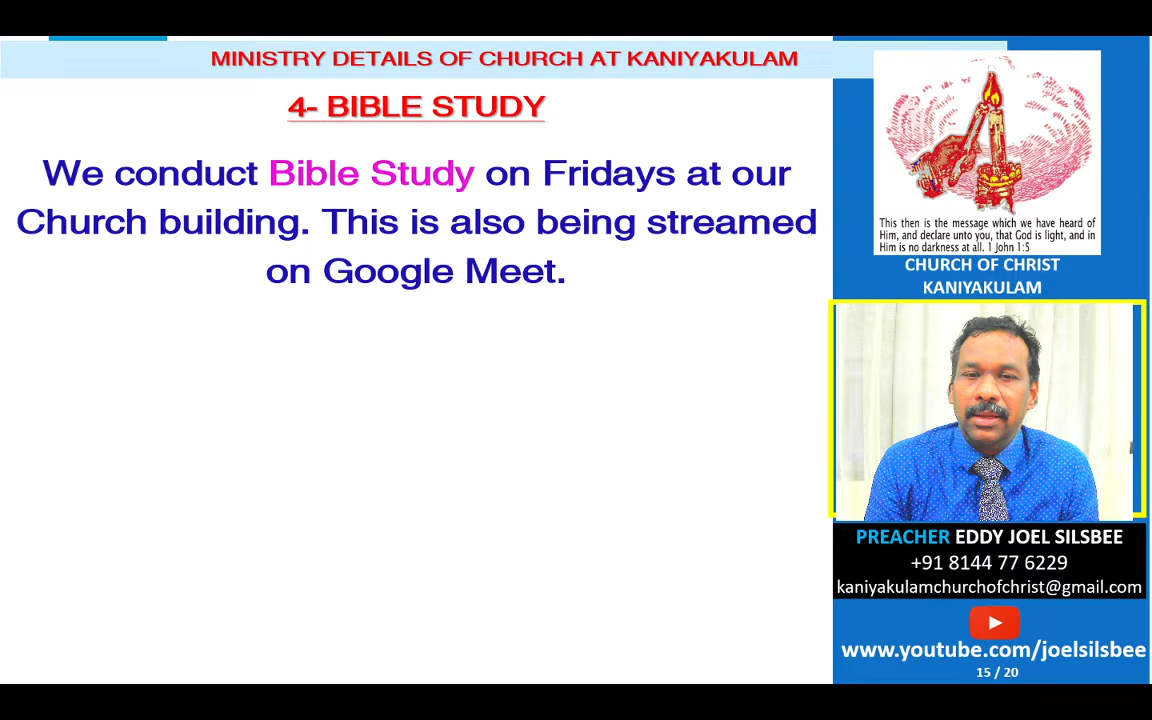 MINISTRY DETAILS OF CHURCH AT KANIYAKULAM
4- BIBLE STUDY
We conduct Bible Study on Fridays at our
Church building. This is also being streamed
on Google Meet.
This then is the message which we have heard of
Him, and declare unto you, that God is light, and in
Him is no darkness at all. 1 John 1:5
CHURCH OF CHRIST
KANIYAKULAM
PREACHER EDDY JOEL SILSBEE
+91 8144 77 6229
kaniyakulamchurchofchrist@gmail.com
www.youtube.com/joelsilsbee
15 / 20